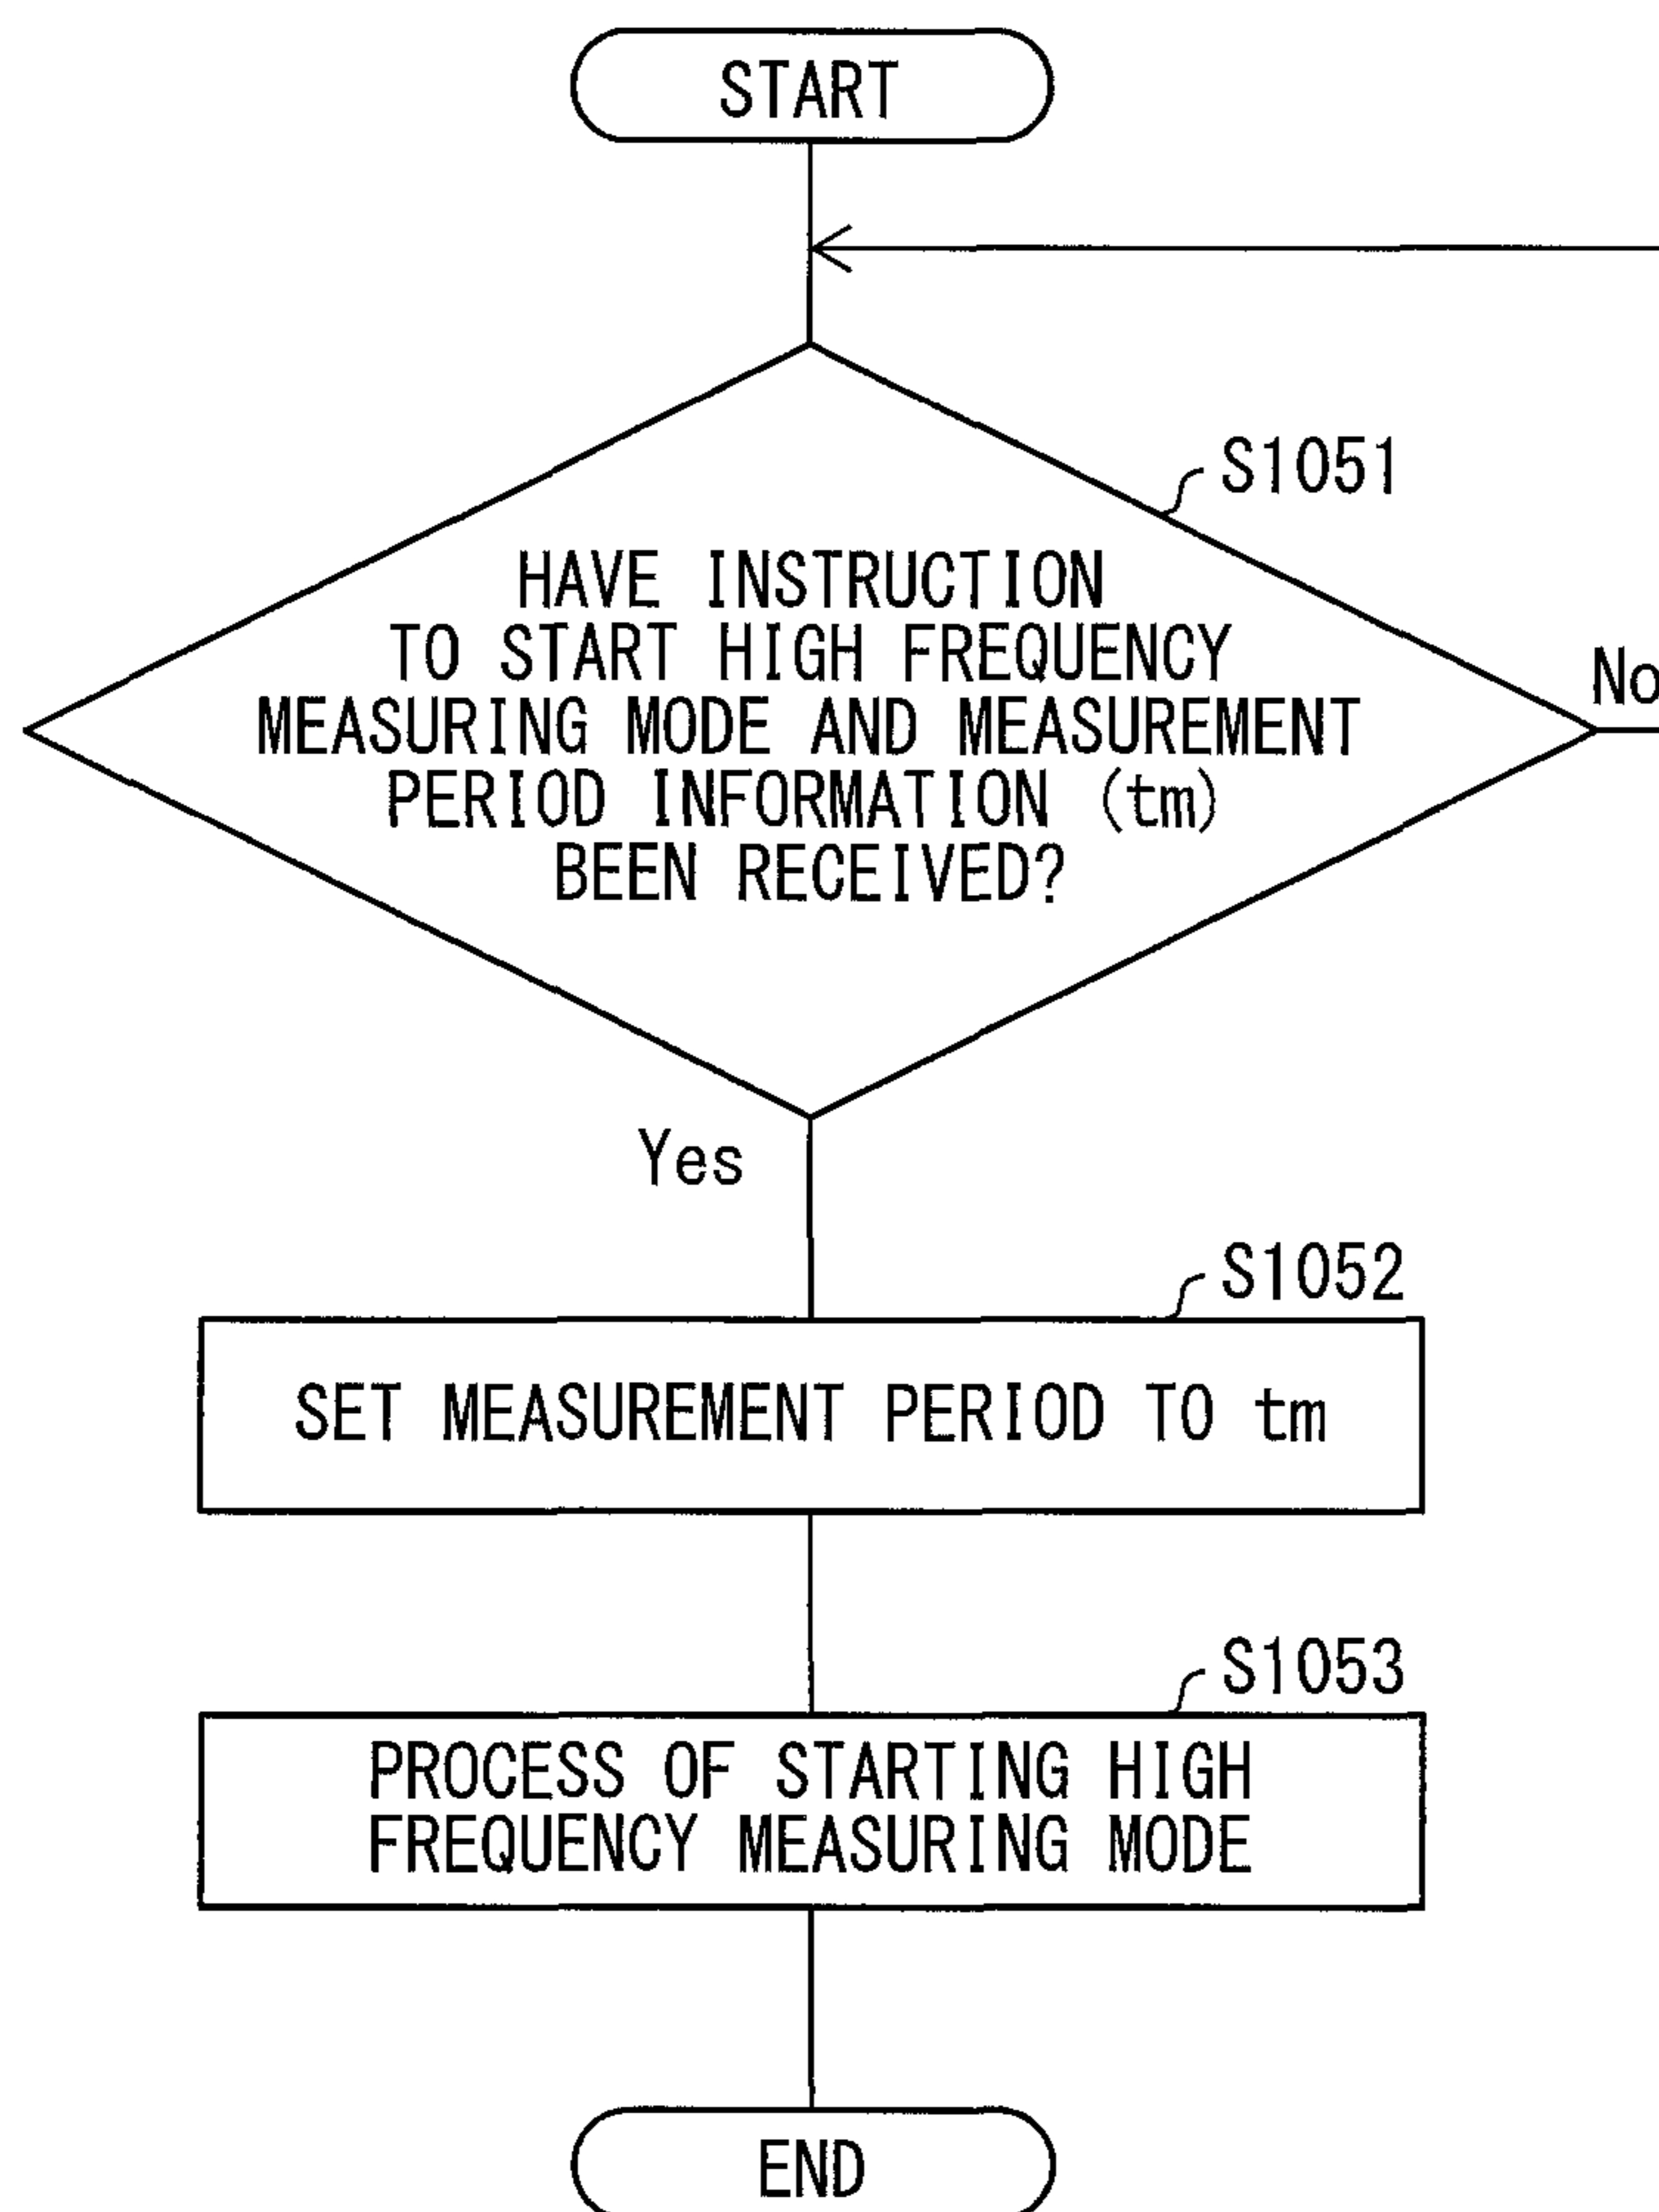 START
S1051
HAVE INSTRUCTION
TO START HIGH FREQUENCY
MEASURING MODE AND MEASUREMENT
PERIOD INFORMATION (tm)
BEEN RECEIVED?
No
Yes
S1052
SET MEASUREMENT PERIOD TO tm
S1053
PROCESS OF STARTING HIGH
FREQUENCY MEASURING MODE
END